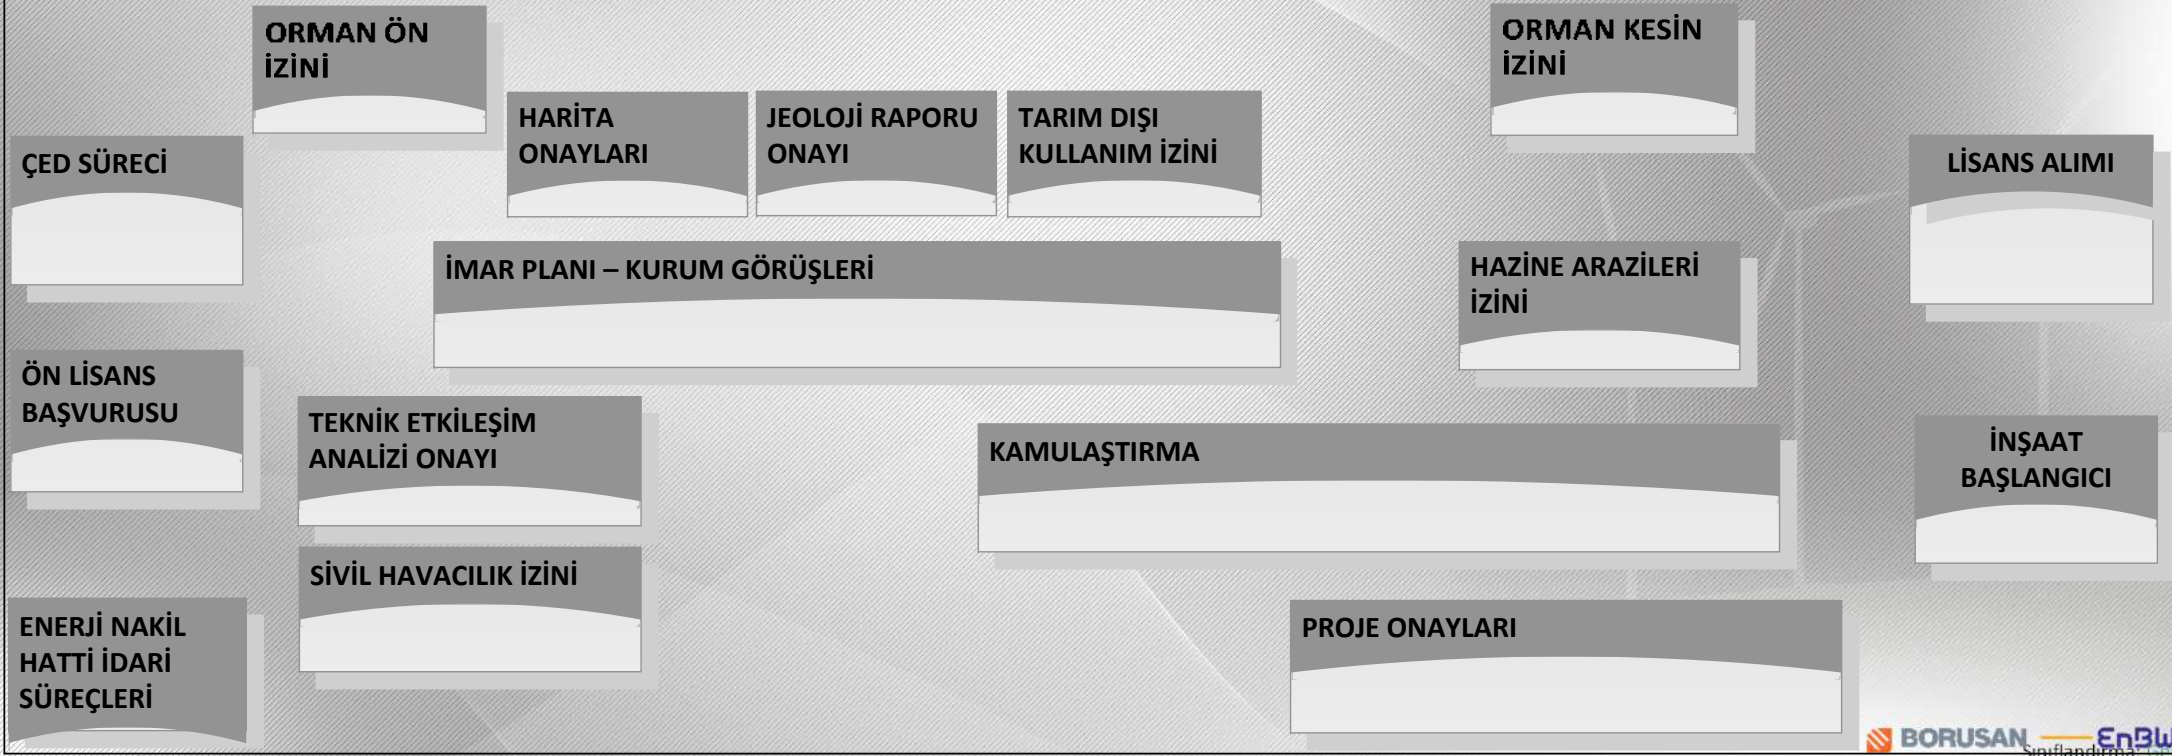 ORMAN ÖN
İZİNİ
ORMAN KESİN
İZİNİ
HARİTA
ONAYLARI
JEOLOJİ RAPORU
ONAYI
TARIM DIŞI
KULLANIM İZİNİ
ÇED SÜRECİ
LİSANS ALIMI
İMAR PLANI – KURUM GÖRÜŞLERİ
HAZİNE ARAZİLERİ
İZİNİ
ÖN LİSANS
BAŞVURUSU
TEKNİK ETKİLEŞİM
ANALİZİ ONAYI
KAMULAŞTIRMA
İNŞAAT
BAŞLANGICI
SİVİL HAVACILIK İZİNİ
ENERJİ NAKİL
HATTİ İDARİ
SÜREÇLERİ
PROJE ONAYLARI
BORUSAN EnBW
Sınıflandırma: